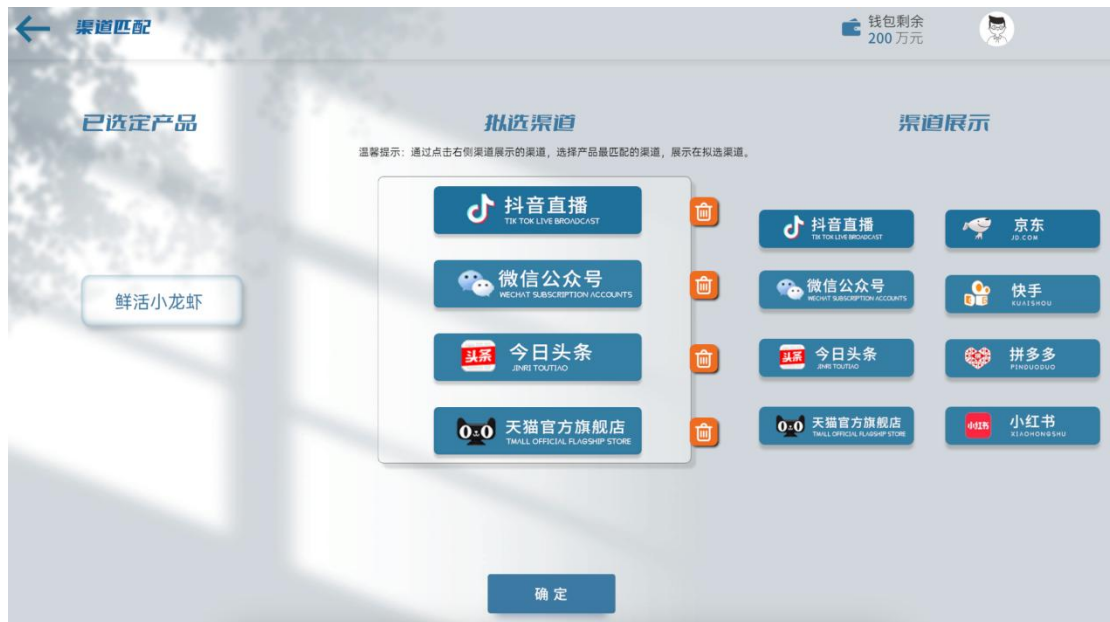 渠道匹配
钱包剩余
200 万元
已选定产品
拟选渠道
渠道展示
温馨提示：通过点击右侧渠道展示的渠道，选择产品最匹配的渠道，展示在拟选渠道。
鲜活小龙虾
抖音直播
TIK TOK LIVE BROADCAST
微信公众号
WECHAT SUBSCRIPTION ACCOUNTS
头条
今日头条
JINRI TOUTIAO
天猫官方旗舰店
TMALL OFFICIAL FLAGSHIP STORE
抖音直播
TIK TOK LIVE BROADCAST
京东
JD.COM
微信公众号
WECHAT SUBSCRIPTION ACCOUNTS
快手
KUAISHOU
头条
今日头条
JINRI TOUTIAO
拼多多
PINDUODUO
天猫官方旗舰店
TMALL OFFICIAL FLAGSHIP STORE
小红书
小红书
XIAOHONGSHU
确定